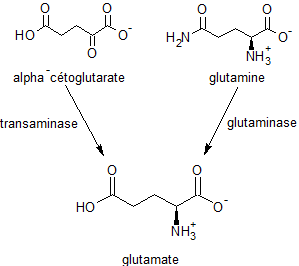 O O
HO O-
O
alpha-cétoglutarate
O O
H2N O-
NH3+
glutamine
transaminase
glutaminase
O O
HO O-
NH3+
glutamate